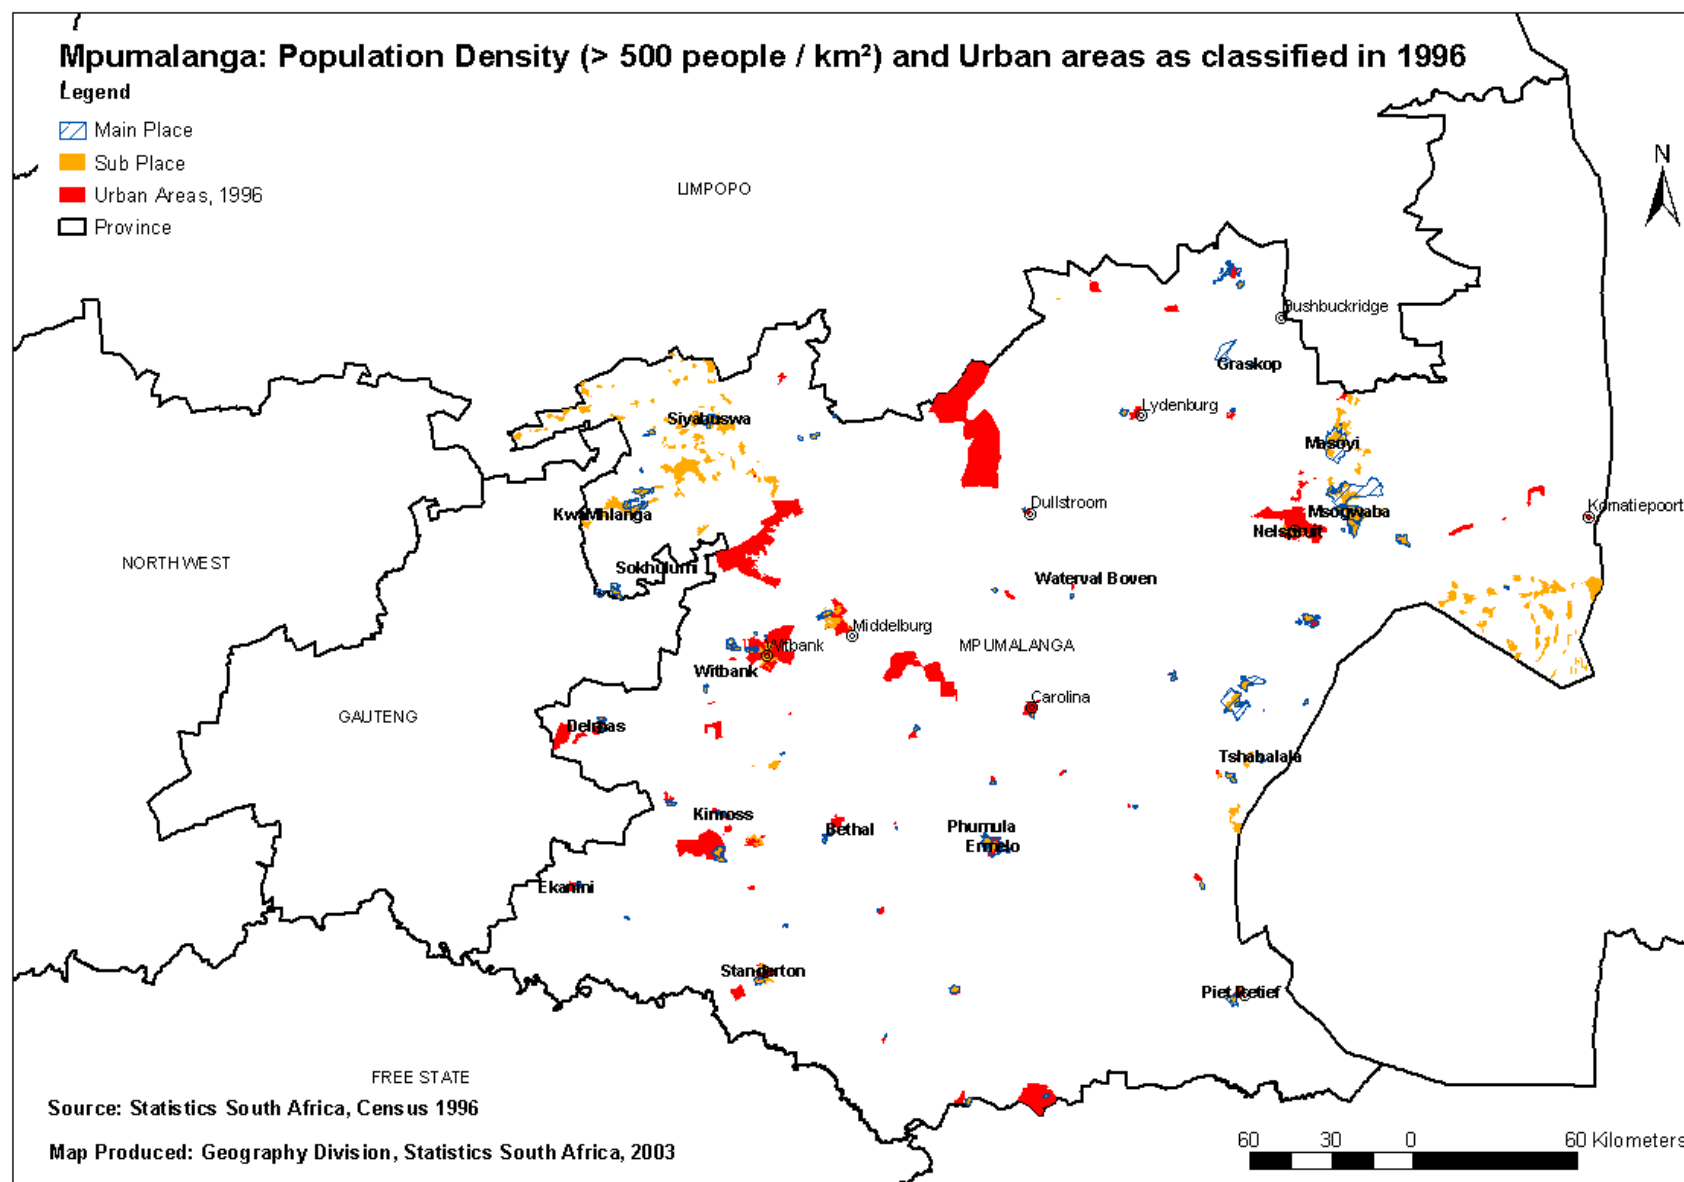 Mpumalanga: Population Density (> 500 people / km²) and Urban areas as classified in 1996
Legend
Main Place
Sub Place
Urban Areas, 1996
Province
N
LIMPOPO
Bushbuckridge
Graskop
Lydenburg
Siyabuswa
Masoyi
Dullstroom
Komatiepoort
KwaMhlanga
Msogwaba
Nelspruit
NORTH WEST
Sokhulumi
Waterval Boven
Middelburg
Witbank
MPUMALANGA
Witbank
Carolina
GAUTENG
Delmas
Tshabalala
Kinross
Bethal
Phumula
Ermelo
Ekanini
Standerton
Piet Retief
FREE STATE
Source: Statistics South Africa, Census 1996
Map Produced: Geography Division, Statistics South Africa, 2003
60 30 0 60 Kilometers